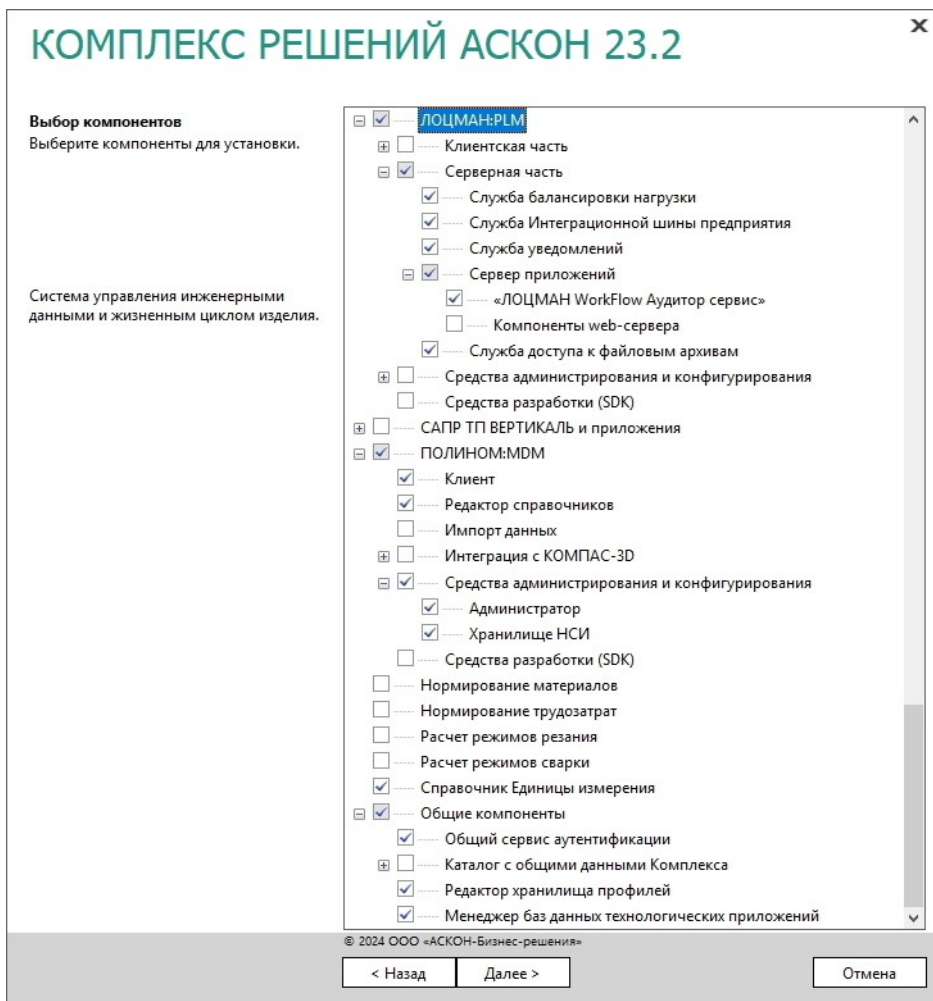 КОМПЛЕКС РЕШЕНИЙ АСКОН 23.2
Выбор компонентов
Выберите компоненты для установки.
Система управления инженерными
данными и жизненным циклом изделия.
ЛОЦМАН:PLM
Клиентская часть
Серверная часть
Служба балансировки нагрузки
Служба Интеграционной шины предприятия
Служба уведомлений
Сервер приложений
«ЛОЦМАН WorkFlow Аудитор сервис»
Компоненты web-сервера
Служба доступа к файловым архивам
Средства администрирования и конфигурирования
Средства разработки (SDK)
САПР ТП ВЕРТИКАЛЬ и приложения
ПОЛИНОМ:MDM
Клиент
Редактор справочников
Импорт данных
Интеграция с КОМПАС-3D
Средства администрирования и конфигурирования
Администратор
Хранилище НСИ
Средства разработки (SDK)
Нормирование материалов
Нормирование трудозатрат
Расчет режимов резания
Расчет режимов сварки
Справочник Единицы измерения
Общие компоненты
Общий сервис аутентификации
Каталог с общими данными Комплекса
Редактор хранилища профилей
Менеджер баз данных технологических приложений
© 2024 ООО «АСКОН-Бизнес-решения»
< Назад
Далее >
Отмена